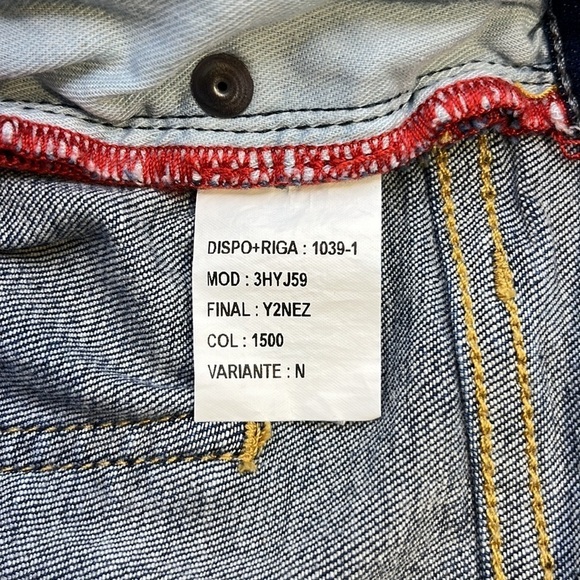 DISPO+RIGA : 1039-1
MOD : 3HYJ59
FINAL : Y2NEZ
COL : 1500
VARIANTE : N